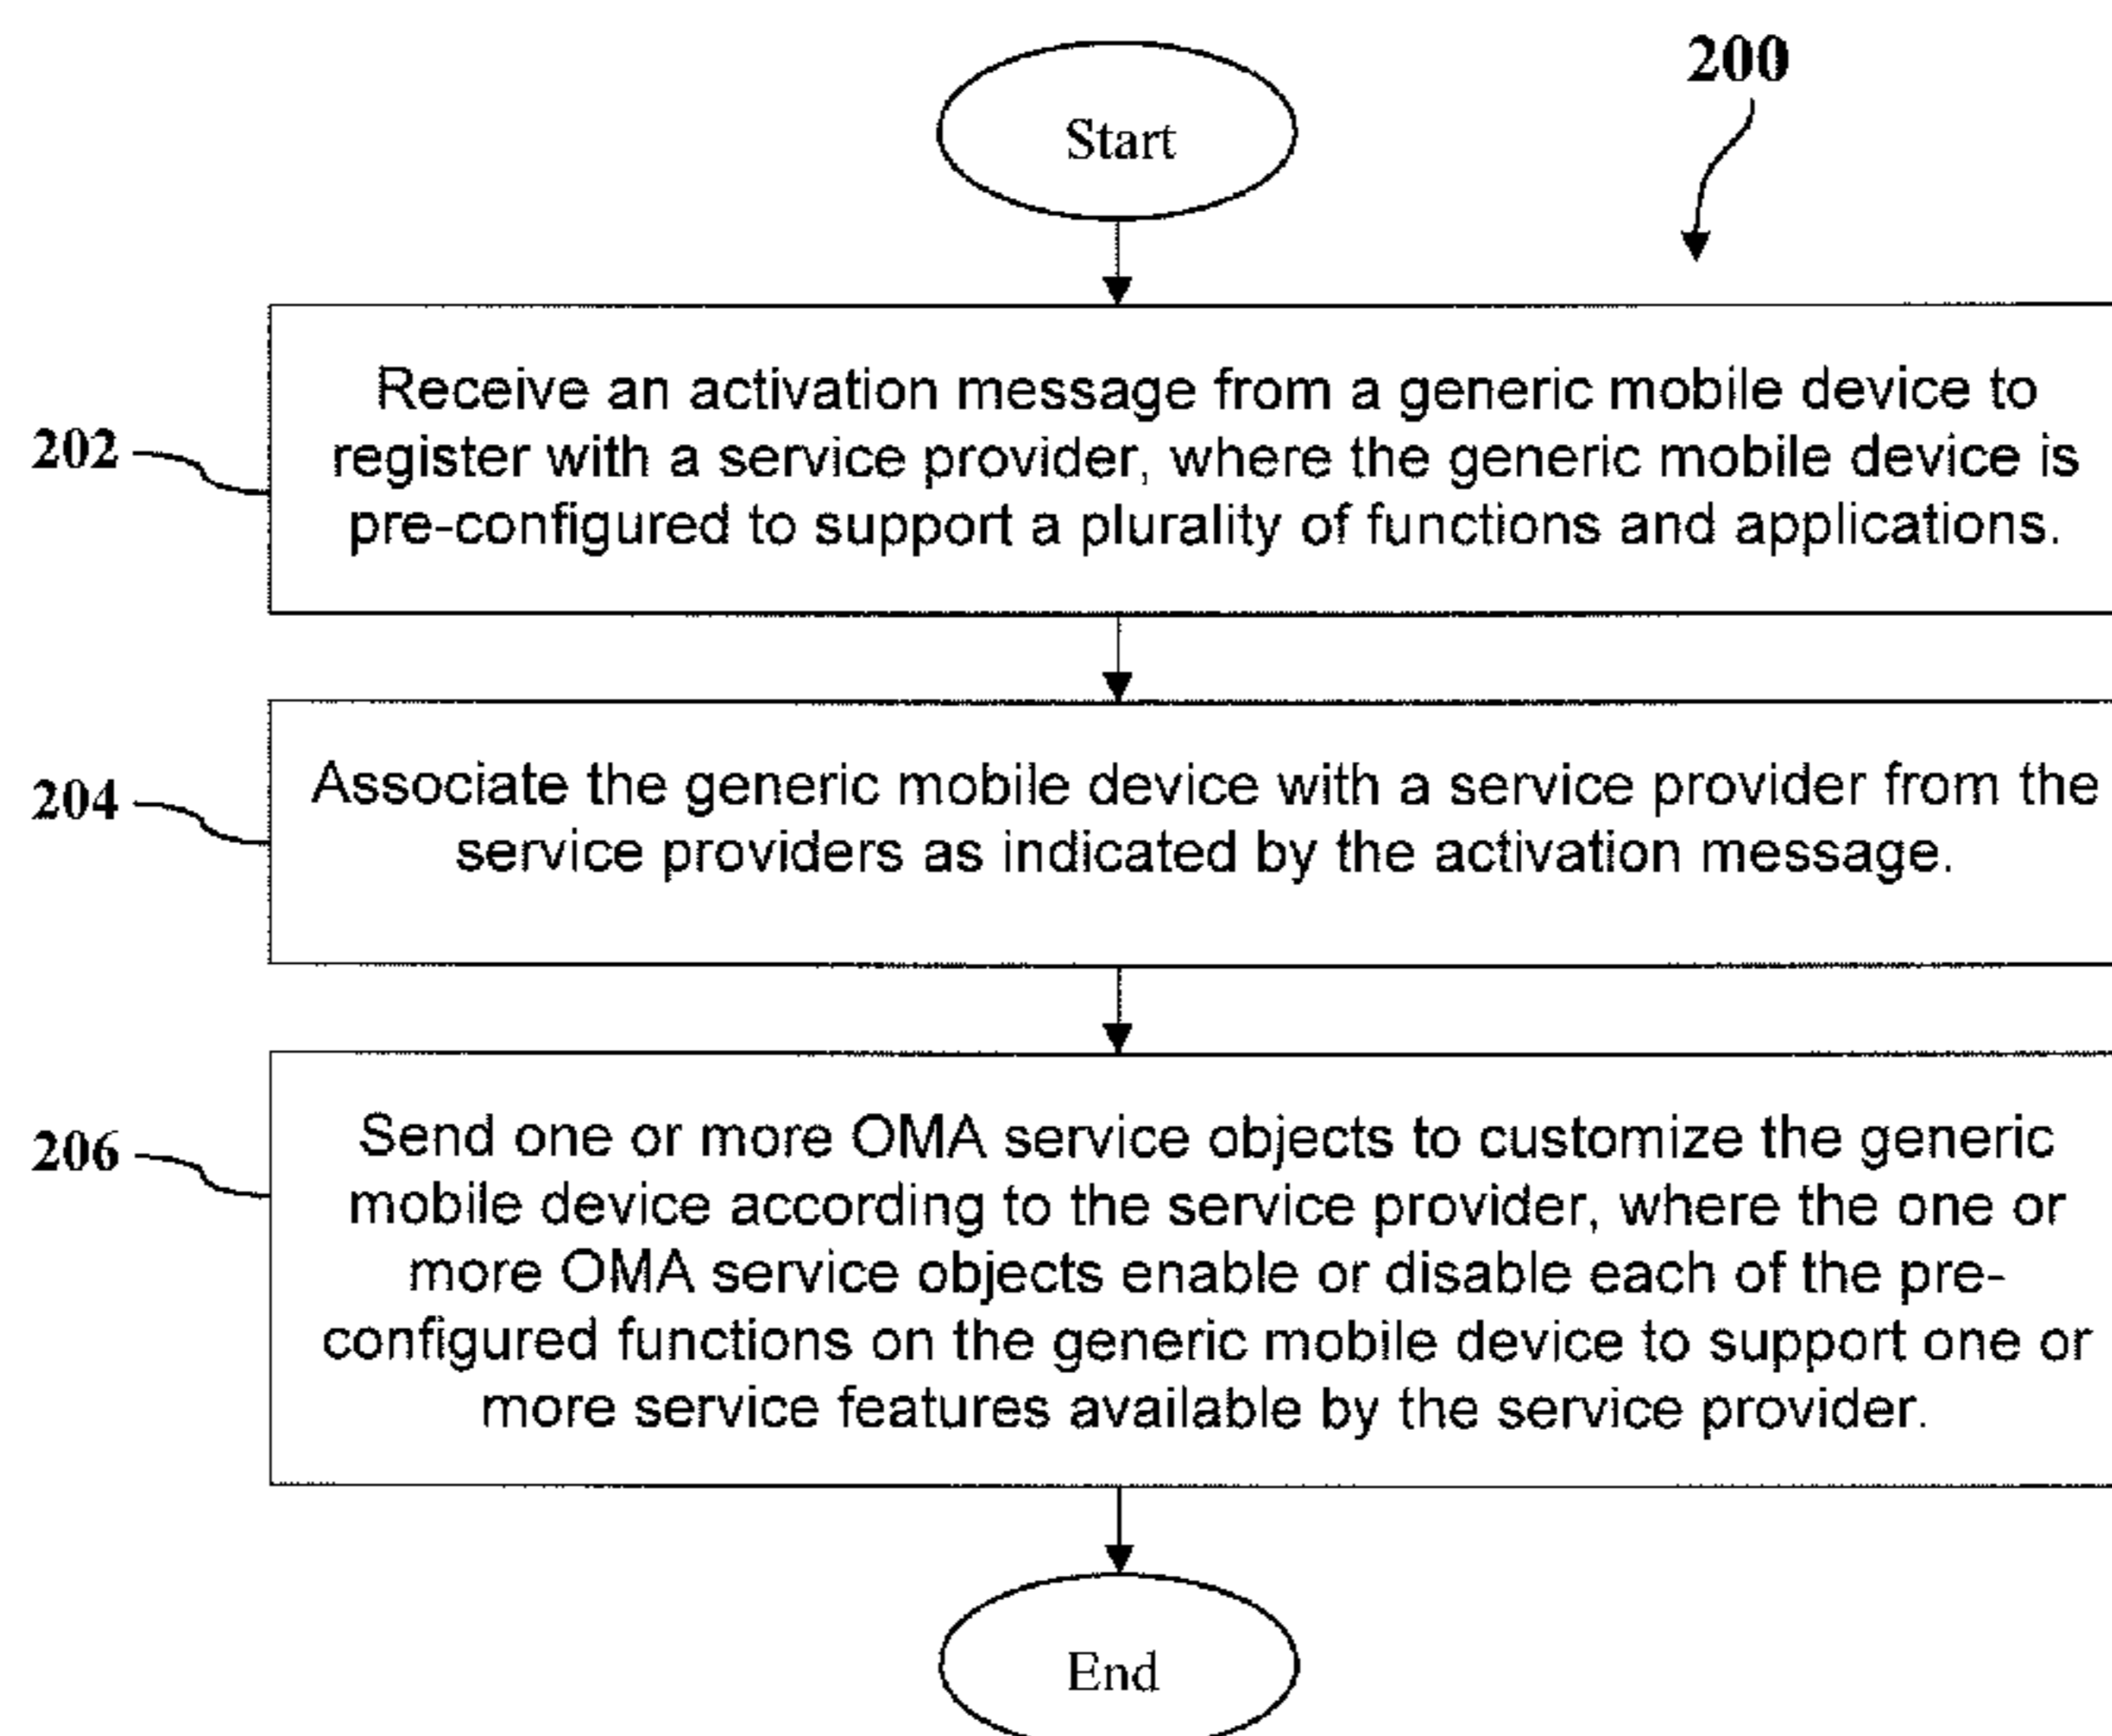 200
Start
202
Receive an activation message from a generic mobile device to
register with a service provider, where the generic mobile device is
pre-configured to support a plurality of functions and applications.
204
Associate the generic mobile device with a service provider from the
service providers as indicated by the activation message.
206
Send one or more OMA service objects to customize the generic
mobile device according to the service provider, where the one or
more OMA service objects enable or disable each of the pre-
configured functions on the generic mobile device to support one or
more service features available by the service provider.
End